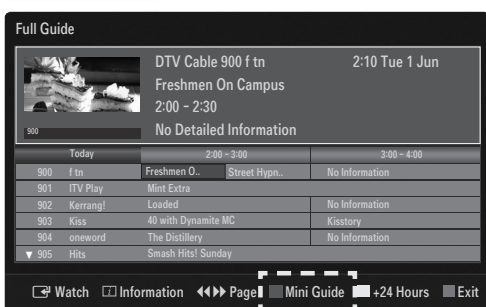 Full Guide
DTV Cable 900 f tn 2:10 Tue 1 Jun
Freshmen On Campus
2:00 ~ 2:30
No Detailed Information
900
Today 2:00 ~ 3:00 3:00 ~ 4:00
900 f tn Freshmen O.. Street Hypn.. No Information
901 ITV Play Mint Extra
902 Kerrang! Loaded No Information
903 Kiss 40 with Dynamite MC Kisstory
904 oneword The Distillery No Information
▼ 905 Hits Smash Hits! Sunday
Watch i Information ◄◄►► Page Mini Guide +24 Hours Exit